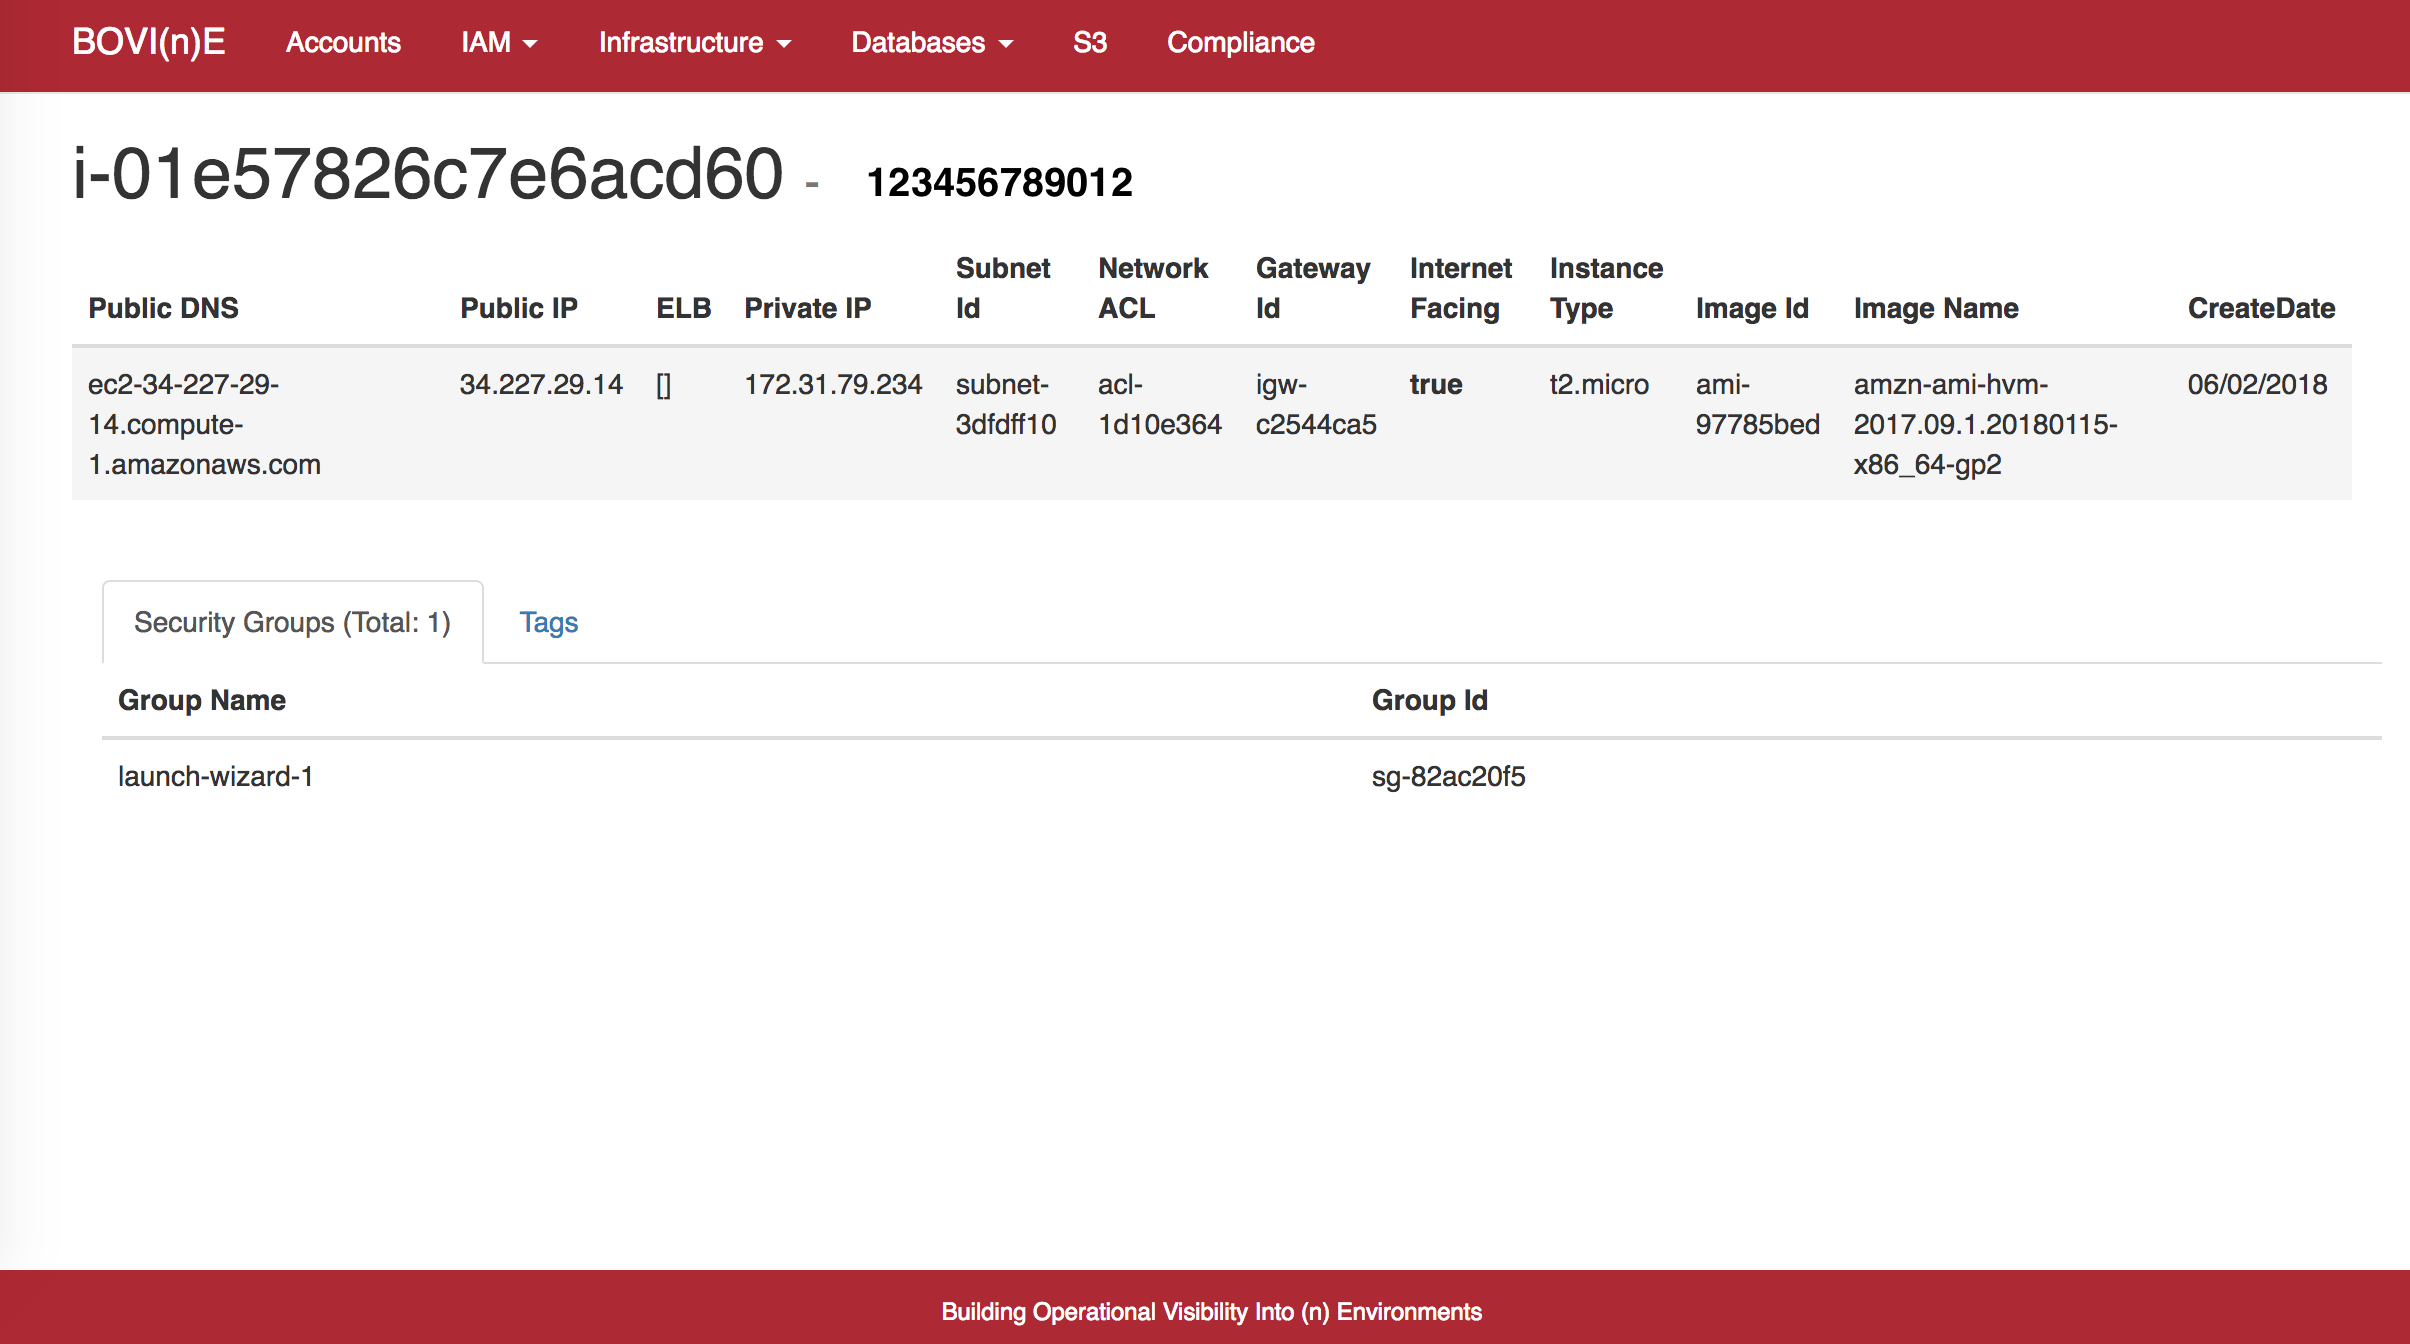 BOVI(n)E Accounts IAM Infrastructure Databases S3 Compliance
i-01e57826c7e6acd60 - 123456789012
Public DNS Public IP ELB Private IP Subnet Id Network ACL Gateway Id Internet Facing Instance Type Image Id Image Name CreateDate
ec2-34-227-29- 34.227.29.14 [] 172.31.79.234 subnet- acl- igw- true t2.micro ami- amzn-ami-hvm- 06/02/2018
14.compute- 3dfdff10 1d10e364 c2544ca5 97785bed 2017.09.1.20180115-
1.amazonaws.com x86_64-gp2
Security Groups (Total: 1) Tags
Group Name Group Id
launch-wizard-1 sg-82ac20f5
Building Operational Visibility Into (n) Environments